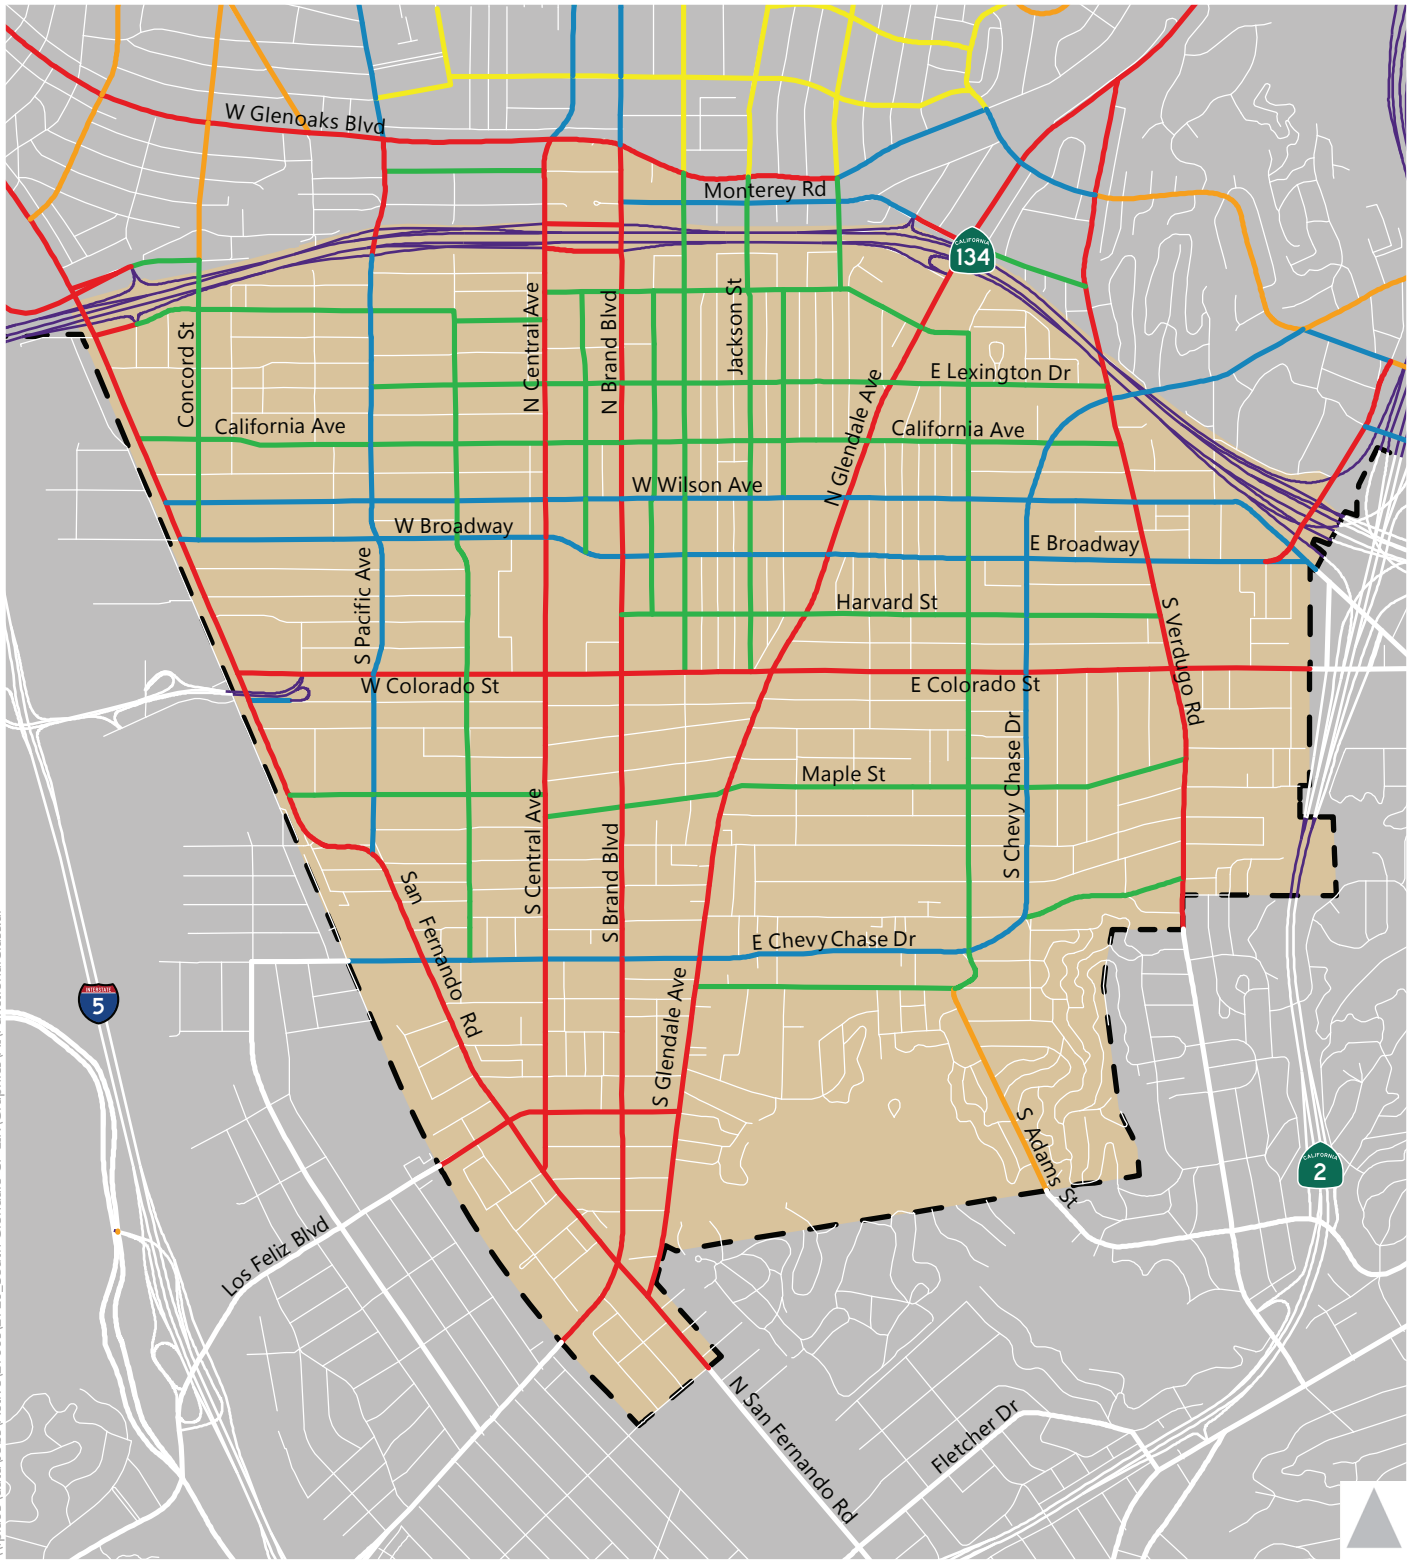 W Glenoaks Blvd
Monterey Rd
CALIFORNIA
134
Concord St
N Central Ave
N Brand Blvd
Jackson St
E Lexington Dr
N Glendale Ave
California Ave
California Ave
W Wilson Ave
W Broadway
E Broadway
S Pacific Ave
Harvard St
S Verdugo Rd
W Colorado St
E Colorado St
S Chevy Chase Dr
Maple St
S Central Ave
S Brand Blvd
San Fernando Rd
E Chevy Chase Dr
INTERSTATE
5
S Glendale Ave
S Adams St
CALIFORNIA
2
Los Feliz Blvd
N San Fernando Rd
Fletcher Dr